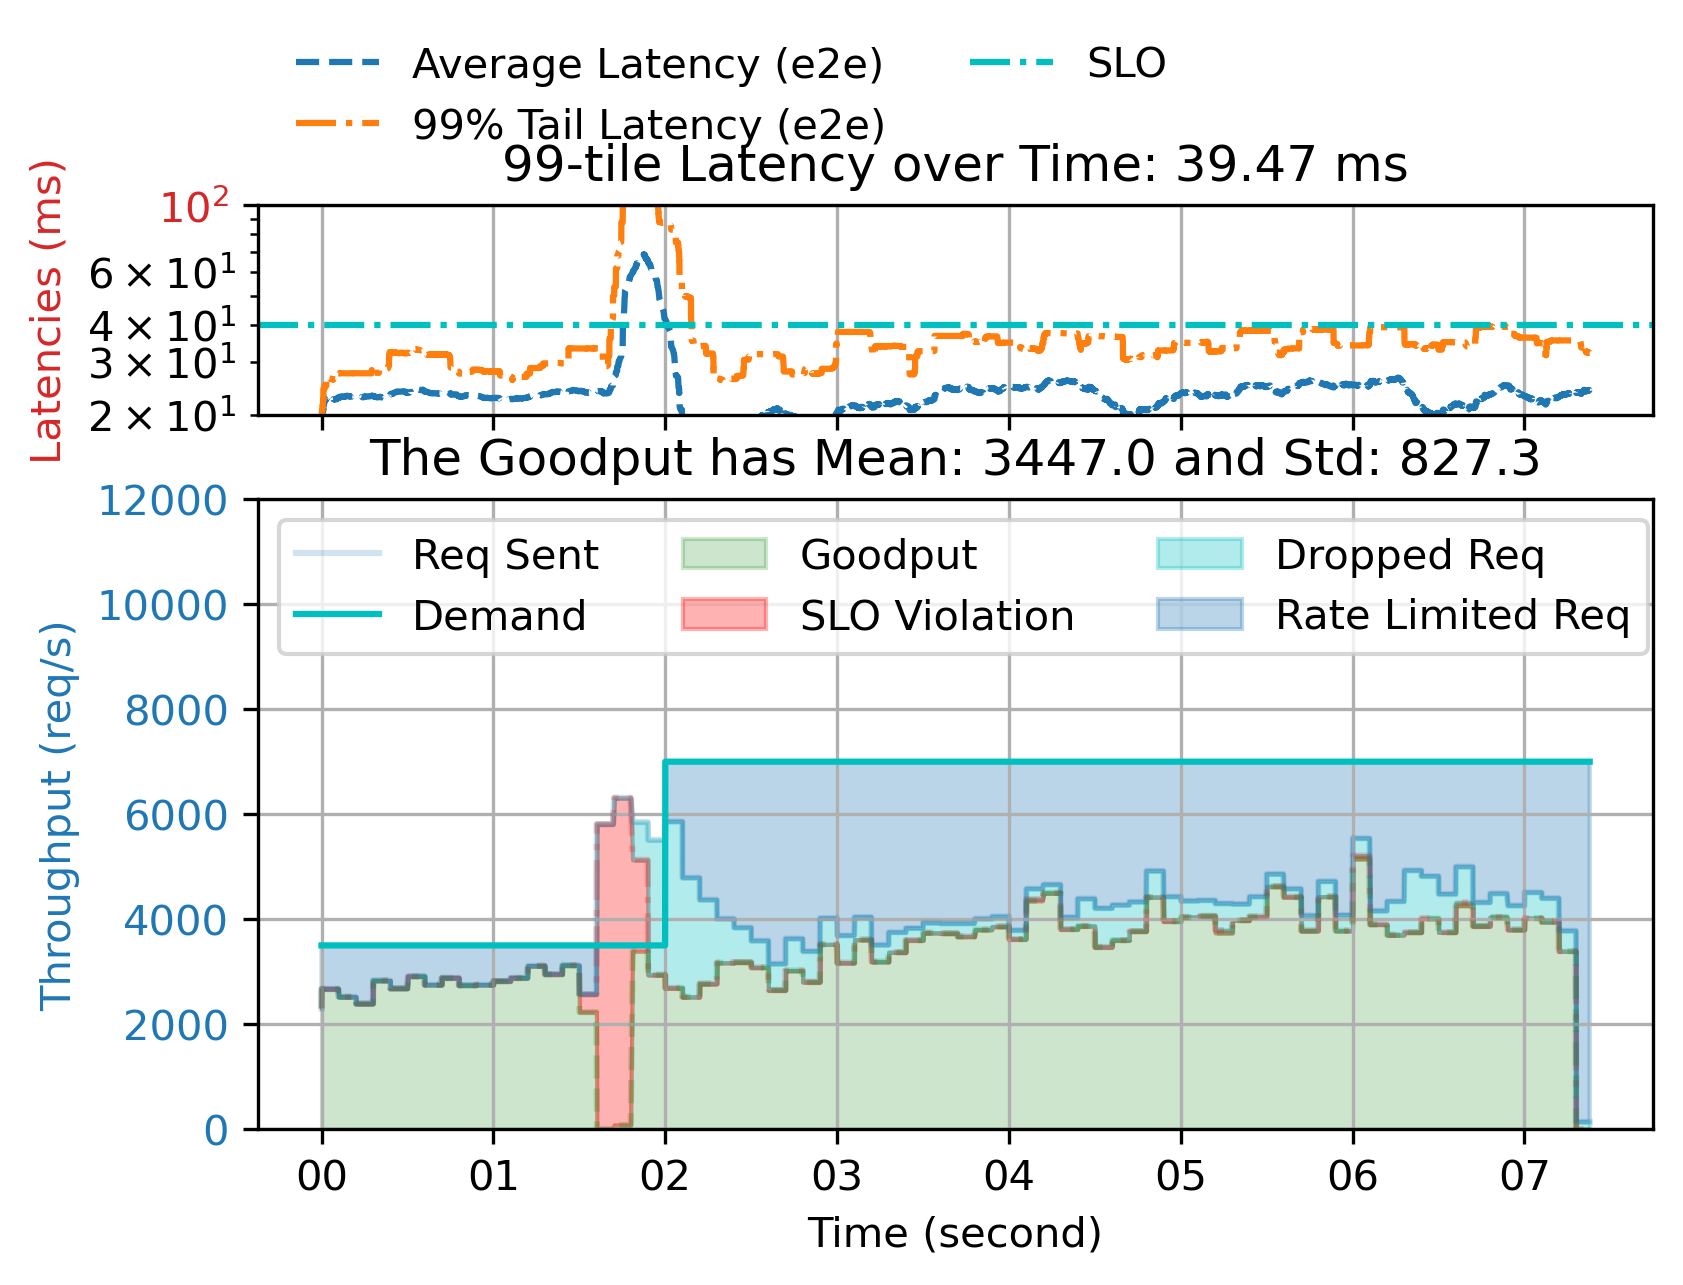 Average Latency (e2e)
SLO
99% Tail Latency (e2e)
99-tile Latency over Time: 39.47 ms
Latencies (ms)
10²
6 × 10¹
4 × 10¹
3 × 10¹
2 × 10¹
The Goodput has Mean: 3447.0 and Std: 827.3
Throughput (req/s)
12000
10000
8000
6000
4000
2000
0
Req Sent
Goodput
Dropped Req
Demand
SLO Violation
Rate Limited Req
00 01 02 03 04 05 06 07
Time (second)